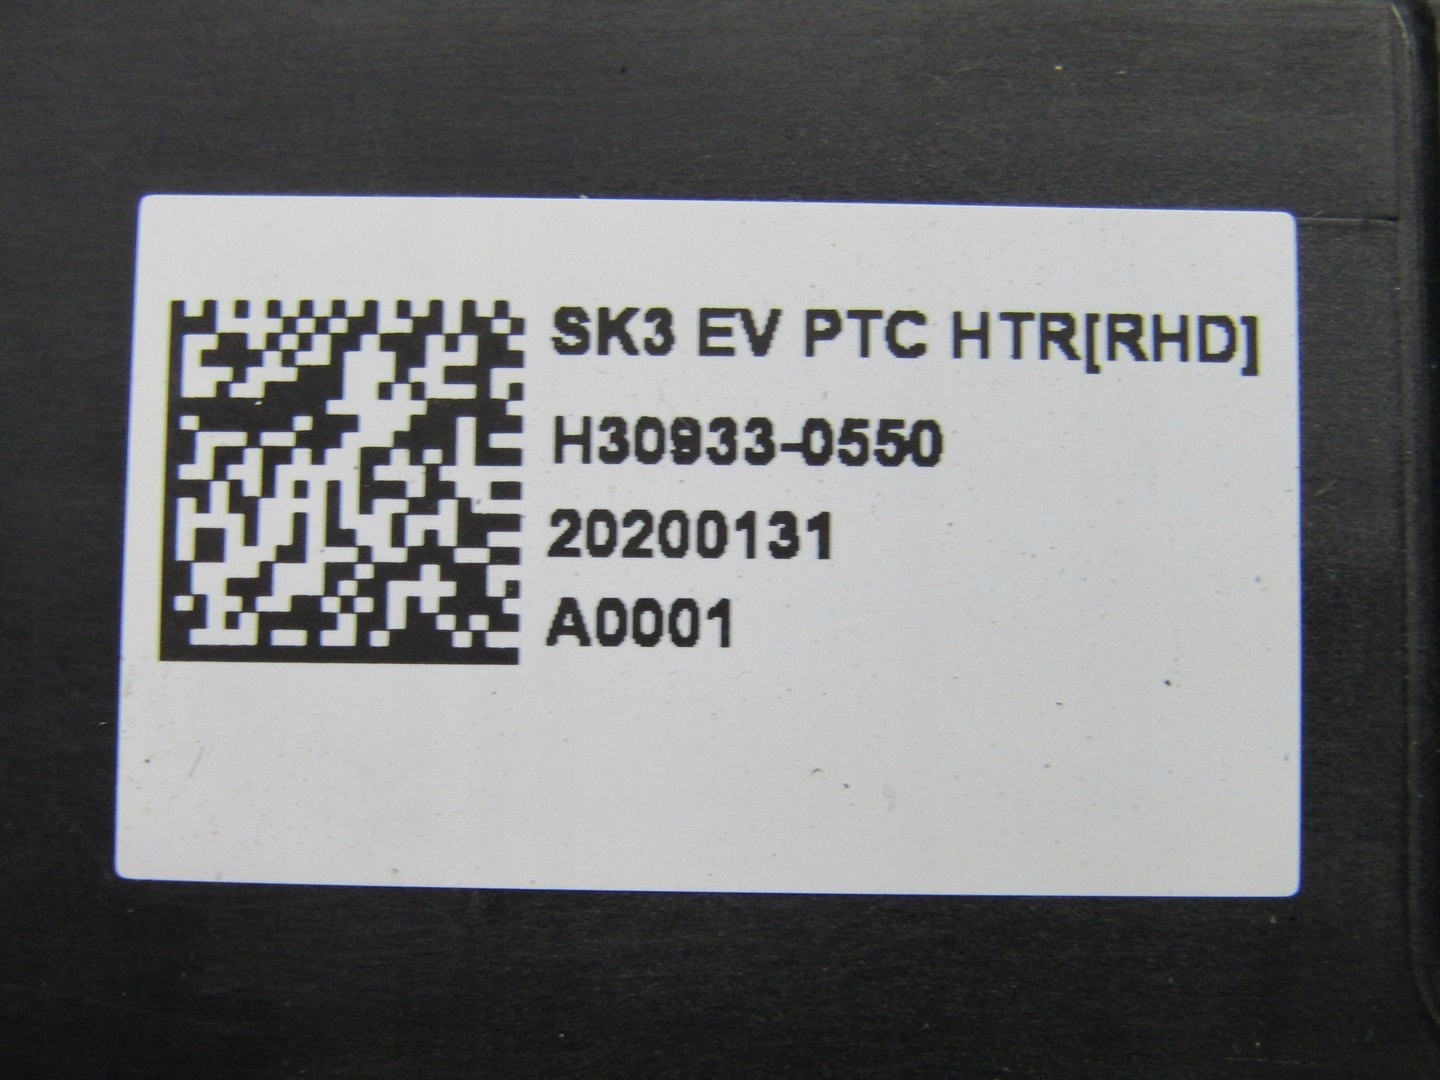 SK3 EV PTC HTR[RHD]
H30933-0550
20200131
A0001